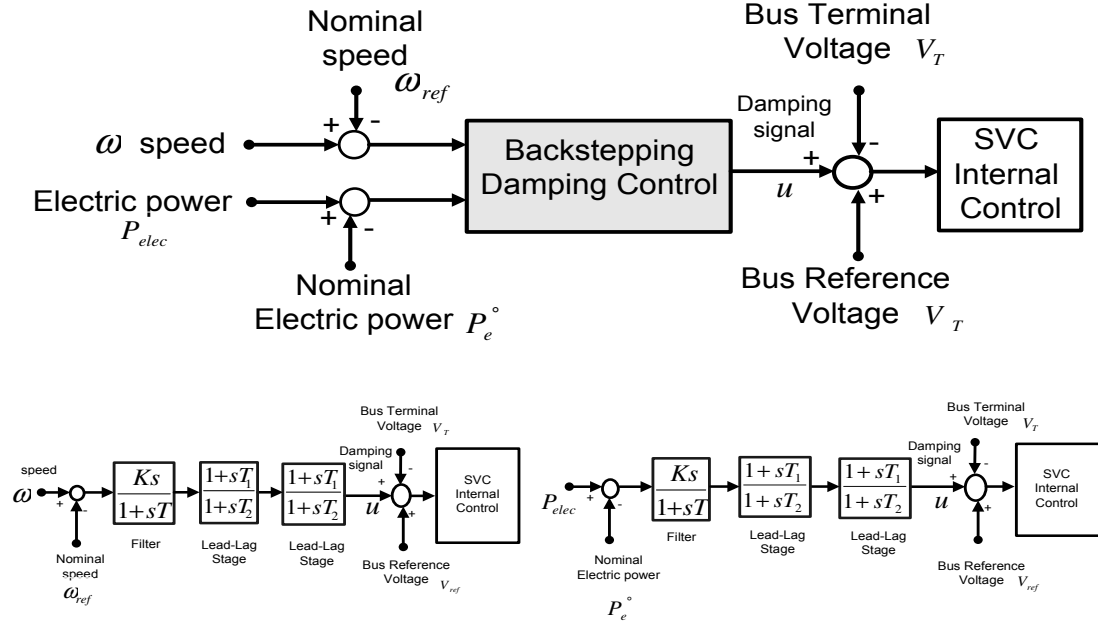 Nominal
speed
ω_ref
Bus Terminal
Voltage V_T
+ -
ω speed
Damping
signal
Backstepping
Damping Control
+ -
u
+
SVC
Internal
Control
Electric power
P_elec
+ -
Nominal
Electric power P_e°
Bus Reference
Voltage V_T
speed
ω
+ -
Nominal
speed
ω_ref
Ks
1+sT
Filter
1+sT_1
1+sT_2
Lead-Lag
Stage
1+sT_1
1+sT_2
Lead-Lag
Stage
Damping
signal
u
Bus Terminal
Voltage V_T
+ -
+
Bus Reference
Voltage V_ref
SVC
Internal
Control
P_elec
+ -
Nominal
Electric power
P_e°
Ks
1+sT
Filter
1+sT_1
1+sT_2
Lead-Lag
Stage
1+sT_1
1+sT_2
Lead-Lag
Stage
Damping
signal
u
Bus Terminal
Voltage V_T
+ -
+
Bus Reference
Voltage V_ref
SVC
Internal
Control